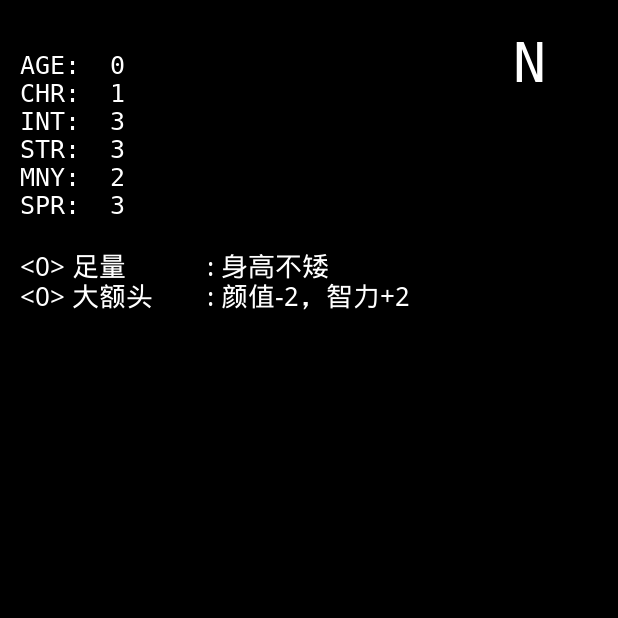 N
AGE: 0
CHR: 1
INT: 3
STR: 3
MNY: 2
SPR: 3
<O> 足量 : 身高不矮
<O> 大额头 : 颜值-2，智力+2